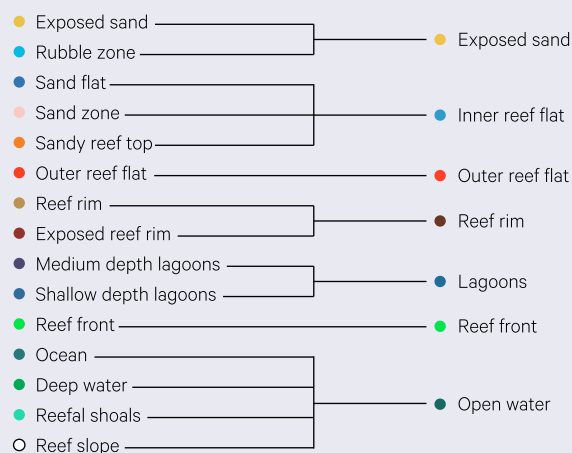 Exposed sand
Rubble zone
Sand flat
Sand zone
Sandy reef top
Outer reef flat
Reef rim
Exposed reef rim
Medium depth lagoons
Shallow depth lagoons
Reef front
Ocean
Deep water
Reefal shoals
Reef slope
Exposed sand
Inner reef flat
Outer reef flat
Reef rim
Lagoons
Reef front
Open water